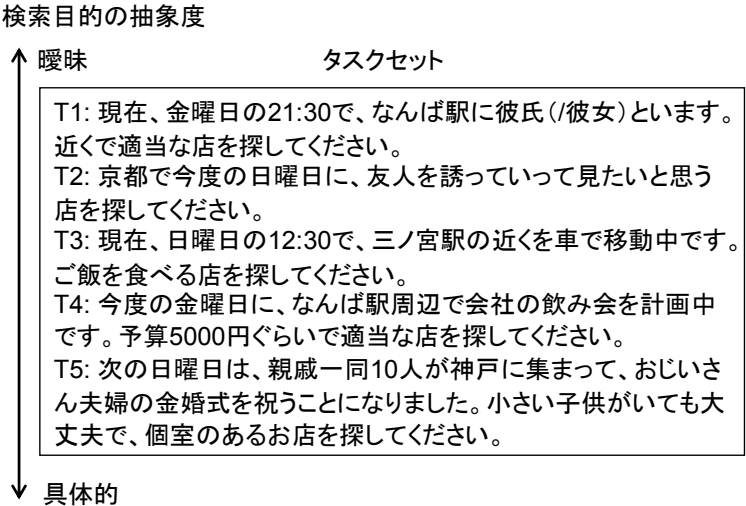 検索目的の抽象度
曖昧 タスクセット
T1: 現在、金曜日の21:30で、なんば駅に彼氏(/彼女)といます。
近くで適当な店を探してください。
T2: 京都で今度の日曜日に、友人を誘っていって見たいと思う
店を探してください。
T3: 現在、日曜日の12:30で、三ノ宮駅の近くを車で移動中です。
ご飯を食べる店を探してください。
T4: 今度の金曜日に、なんば駅周辺で会社の飲み会を計画中
です。予算5000円ぐらいで適当な店を探してください。
T5: 次の日曜日は、親戚一同10人が神戸に集まって、おじいさ
ん夫婦の金婚式を祝うことになりました。小さい子供がいても大
丈夫で、個室のあるお店を探してください。
具体的